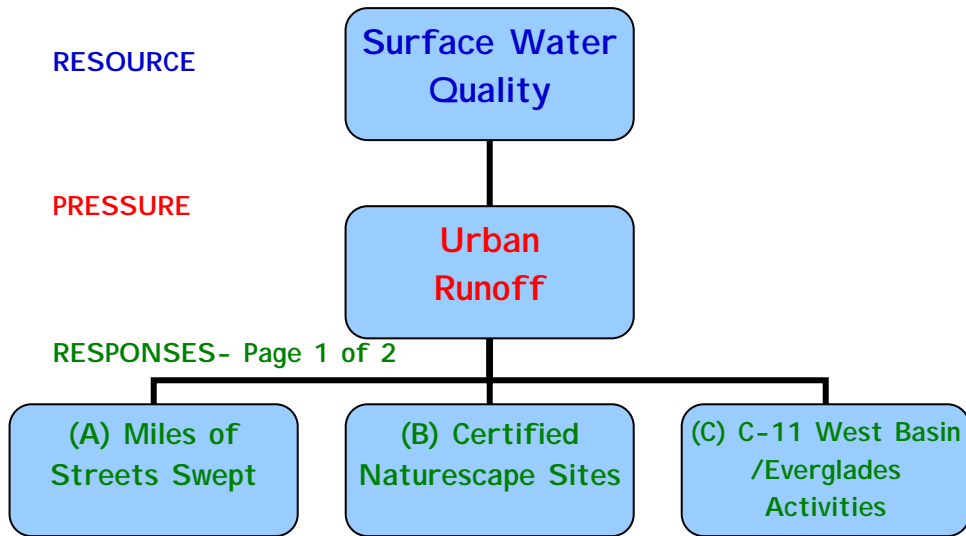 RESOURCE
Surface Water
Quality
PRESSURE
Urban
Runoff
RESPONSES- Page 1 of 2
(A) Miles of
Streets Swept
(B) Certified
Naturescape Sites
(C) C-11 West Basin
/Everglades
Activities